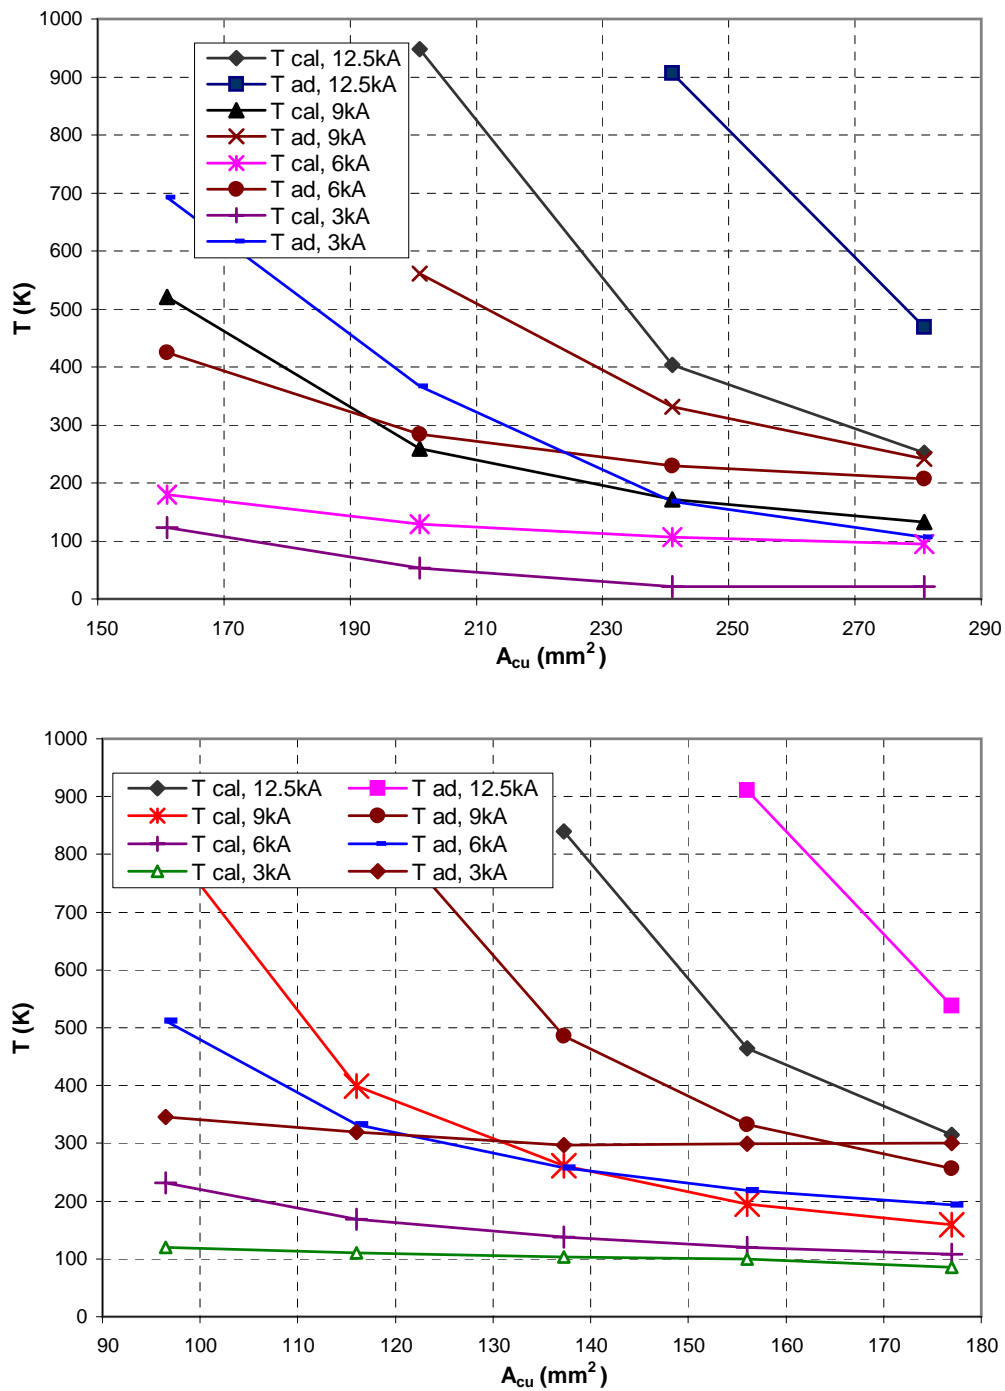 1000
900
800
700
600
500
400
300
200
100
0
T (K)
T cal, 12.5kA
T ad, 12.5kA
T cal, 9kA
T ad, 9kA
T cal, 6kA
T ad, 6kA
T cal, 3kA
T ad, 3kA
150 170 190 210 230 250 270 290
Acu (mm²)
1000
900
800
700
600
500
400
300
200
100
0
T (K)
T cal, 12.5kA T ad, 12.5kA
T cal, 9kA T ad, 9kA
T cal, 6kA T ad, 6kA
T cal, 3kA T ad, 3kA
90 100 110 120 130 140 150 160 170 180
Acu (mm²)